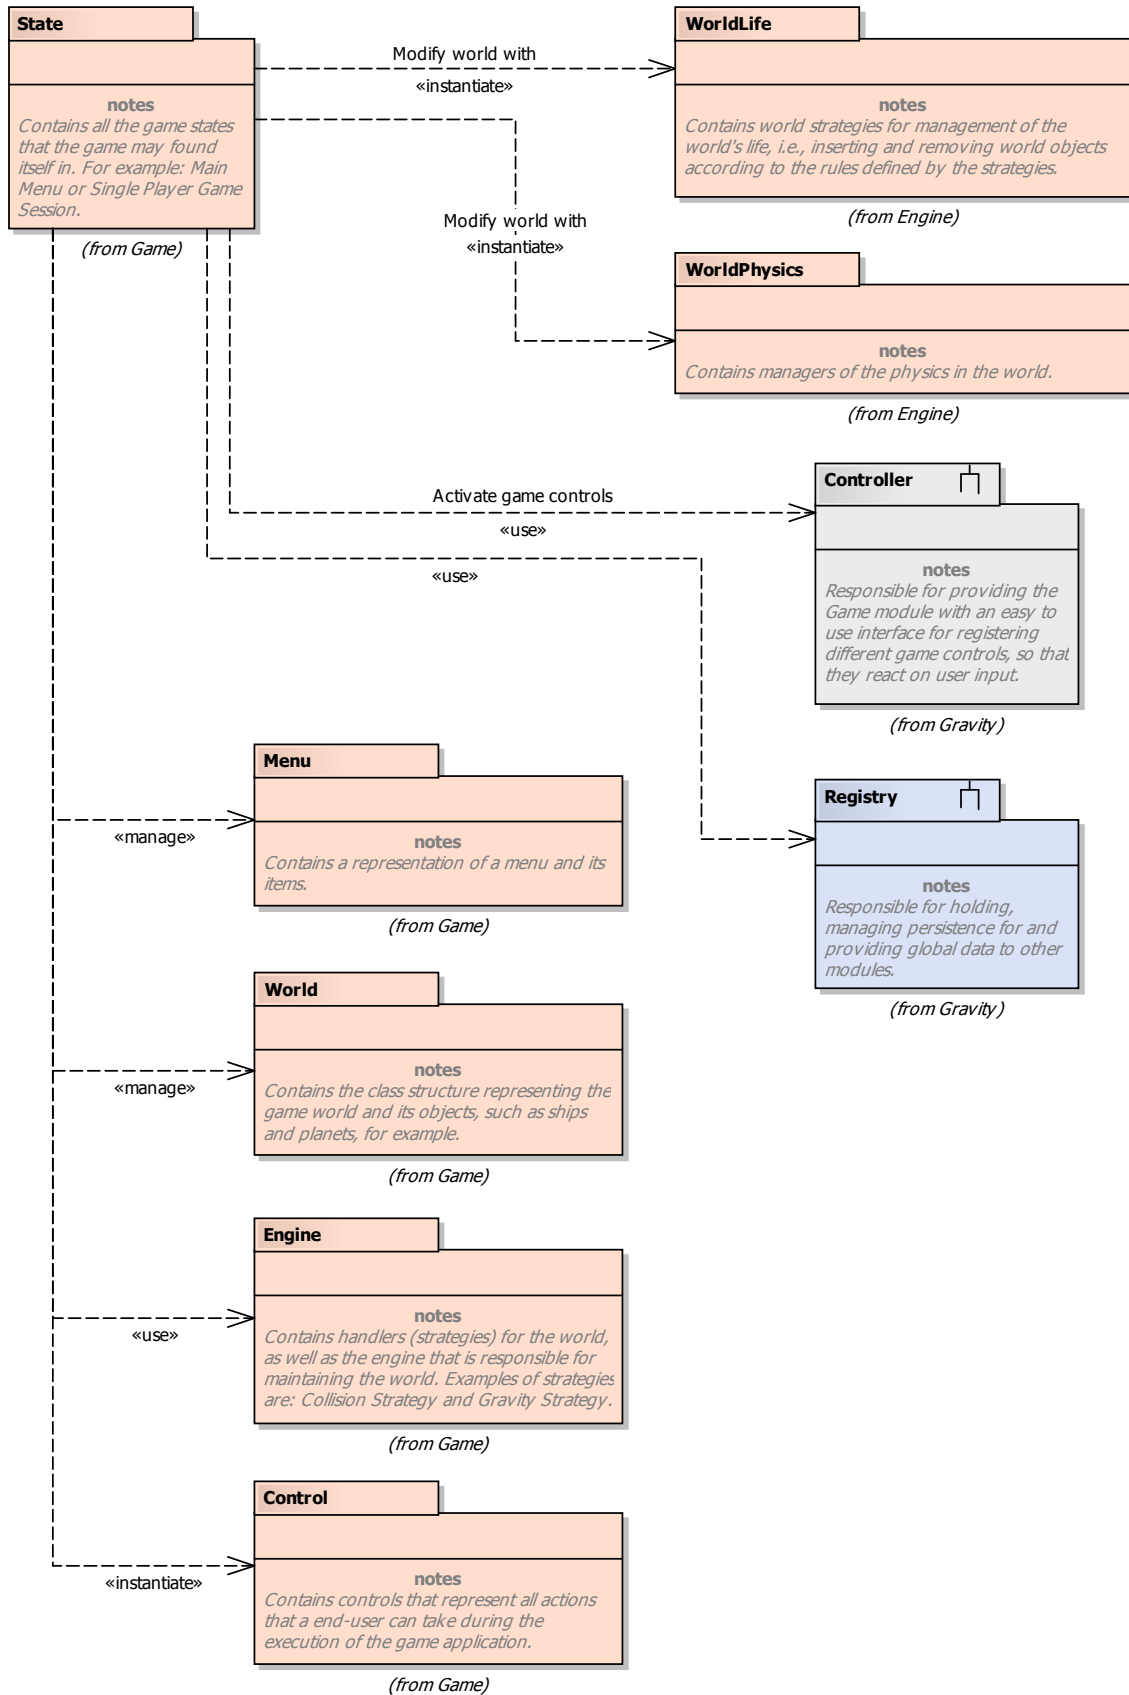 State
notes
Contains all the game states
that the game may found
itself in. For example: Main
Menu or Single Player Game
Session.
(from Game)
Modify world with
«instantiate»
Modify world with
«instantiate»
WorldLife
notes
Contains world strategies for management of the
world's life, i.e., inserting and removing world objects
according to the rules defined by the strategies.
(from Engine)
WorldPhysics
notes
Contains managers of the physics in the world.
(from Engine)
Activate game controls
«use»
«use»
Controller
notes
Responsible for providing the
Game module with an easy to
use interface for registering
different game controls, so that
they react on user input.
(from Gravity)
Registry
notes
Responsible for holding,
managing persistence for and
providing global data to other
modules.
(from Gravity)
«manage»
Menu
notes
Contains a representation of a menu and its
items.
(from Game)
«manage»
World
notes
Contains the class structure representing the
game world and its objects, such as ships
and planets, for example.
(from Game)
«use»
Engine
notes
Contains handlers (strategies) for the world,
as well as the engine that is responsible for
maintaining the world. Examples of strategies
are: Collision Strategy and Gravity Strategy.
(from Game)
«instantiate»
Control
notes
Contains controls that represent all actions
that a end-user can take during the
execution of the game application.
(from Game)